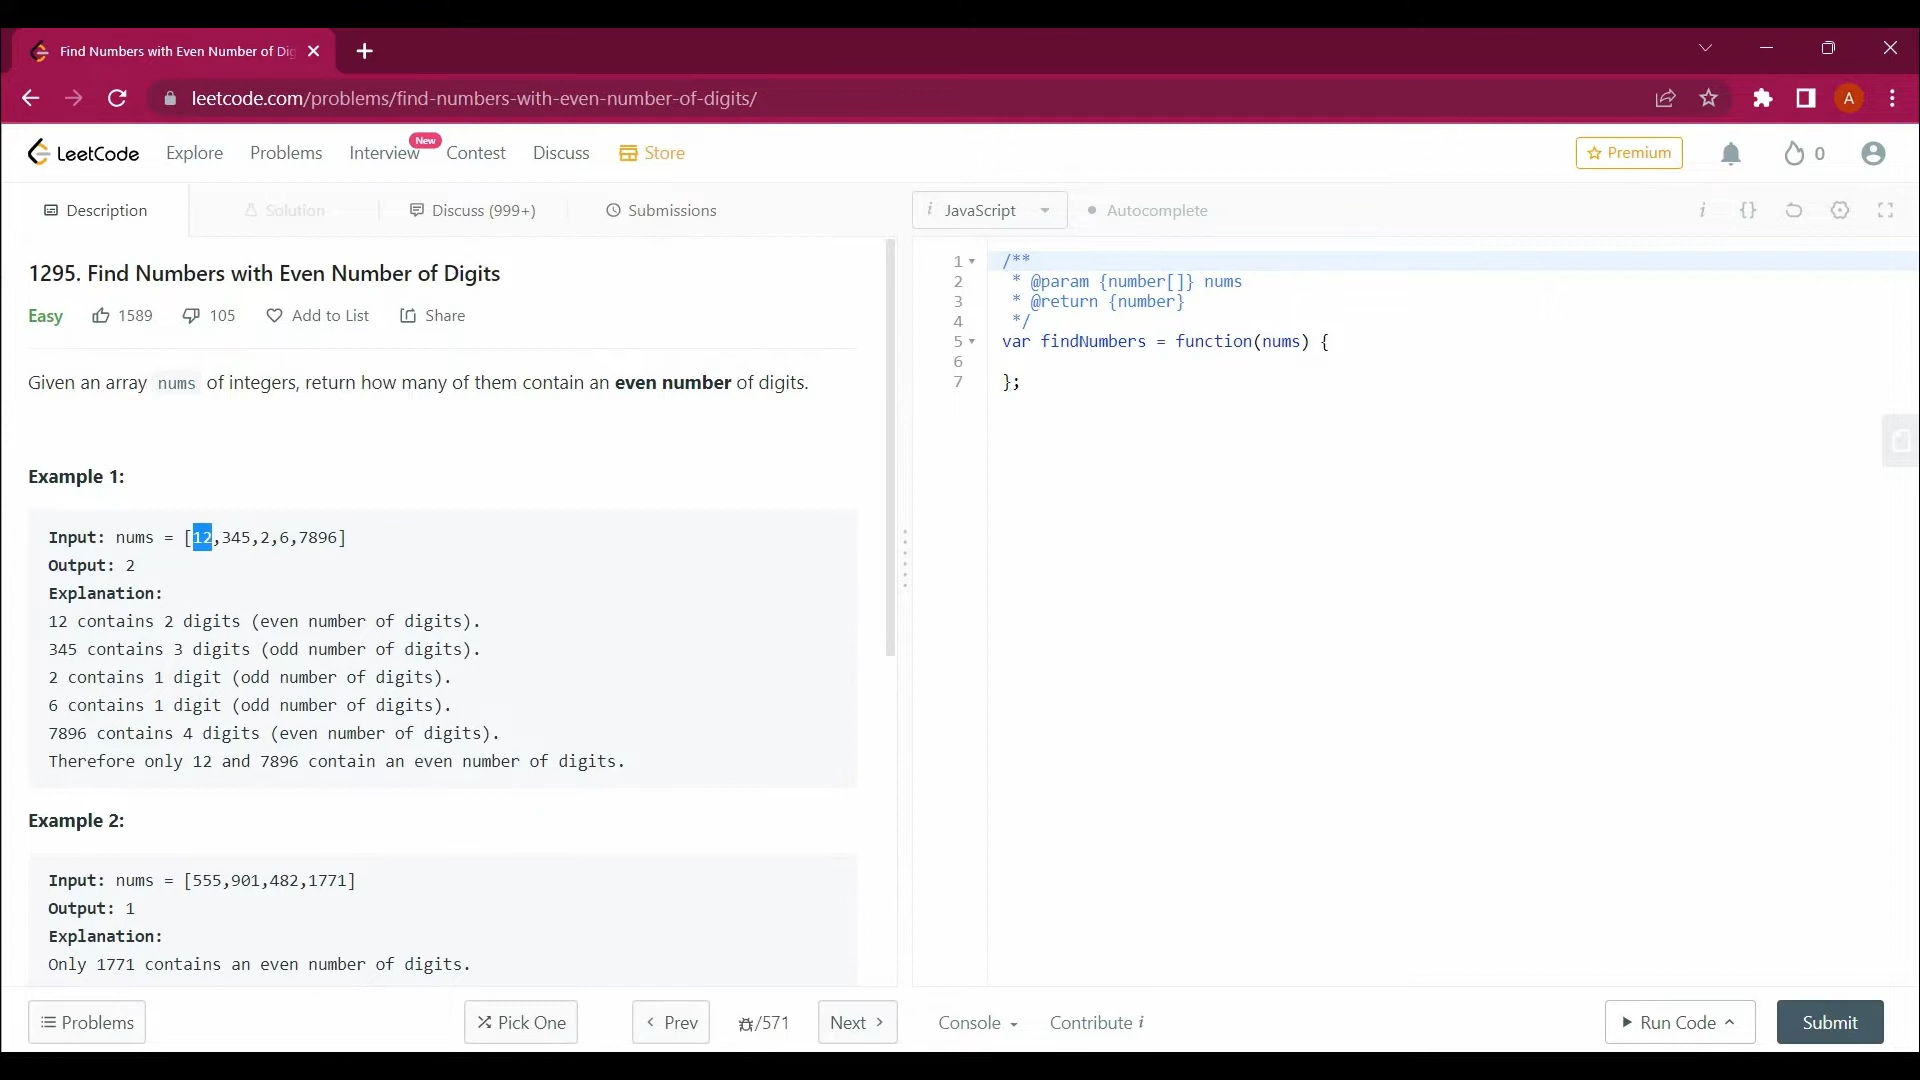 Find Numbers with Even Number of Dig
leetcode.com/problems/find-numbers-with-even-number-of-digits/
A
LeetCode
Explore
Problems
Interview
New
Contest
Discuss
Store
Premium
0
Description
Solution
Discuss (999+)
Submissions
i JavaScript
Autocomplete
i {}
1295. Find Numbers with Even Number of Digits
Easy
1589
105
Add to List
Share
Given an array nums of integers, return how many of them contain an even number of digits.
Example 1:
Input: nums = [12,345,2,6,7896]
Output: 2
Explanation:
12 contains 2 digits (even number of digits).
345 contains 3 digits (odd number of digits).
2 contains 1 digit (odd number of digits).
6 contains 1 digit (odd number of digits).
7896 contains 4 digits (even number of digits).
Therefore only 12 and 7896 contain an even number of digits.
Example 2:
Input: nums = [555,901,482,1771]
Output: 1
Explanation:
Only 1771 contains an even number of digits.
1 /**
2 * @param {number[]} nums
3 * @return {number}
4 */
5 var findNumbers = function(nums) {
6
7 };
Problems
Pick One
Prev
/571
Next
Console
Contribute i
Run Code
Submit